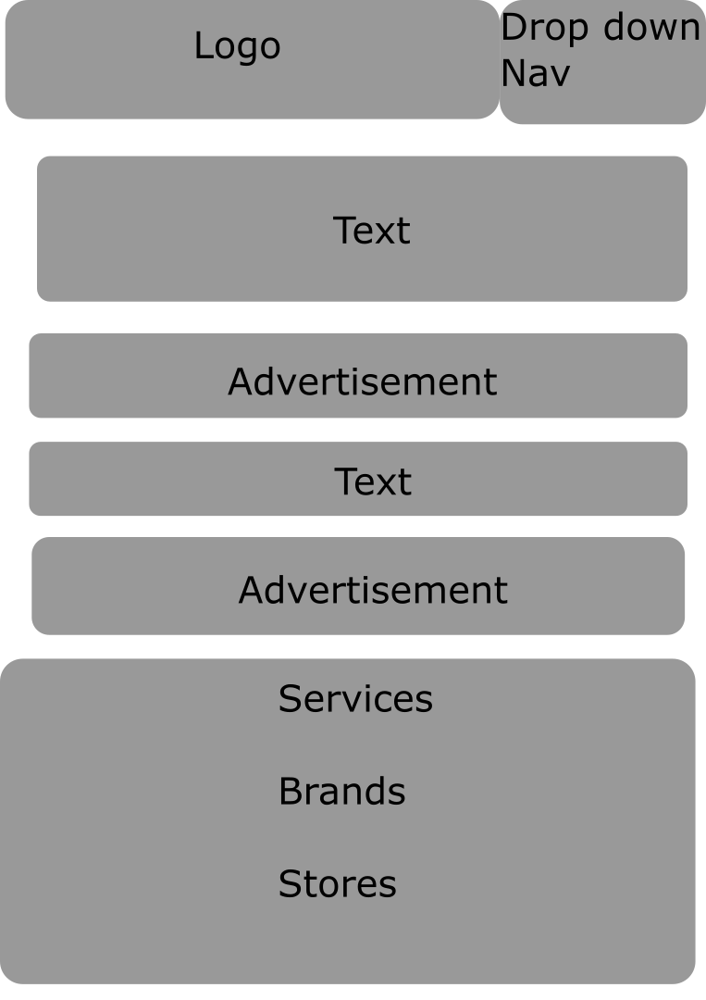 Logo
Drop down
Nav
Text
Advertisement
Text
Advertisement
Services
Brands
Stores